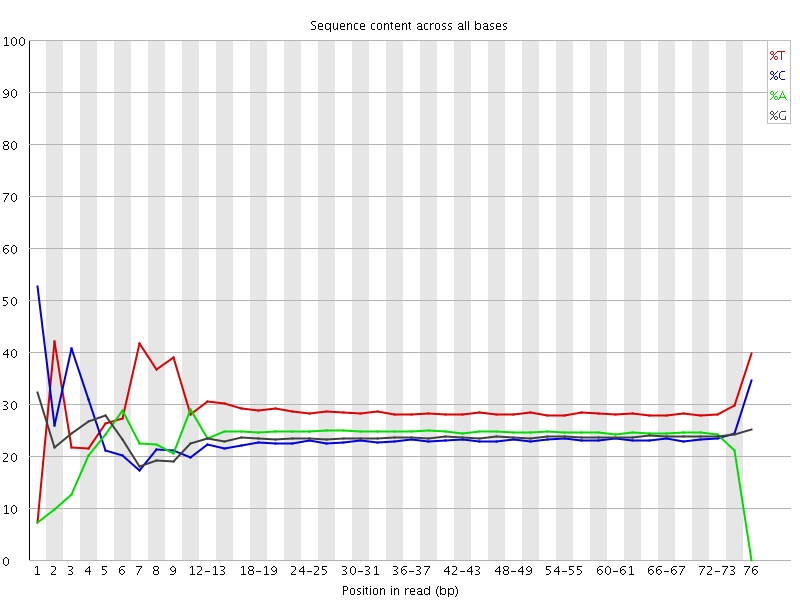 Sequence content across all bases
100
90
80
70
60
50
40
30
20
10
0
%T
%C
%A
%G
1 2 3 4 5 6 7 8 9 12-13 18-19 24-25 30-31 36-37 42-43 48-49 54-55 60-61 66-67 72-73 76
Position in read (bp)